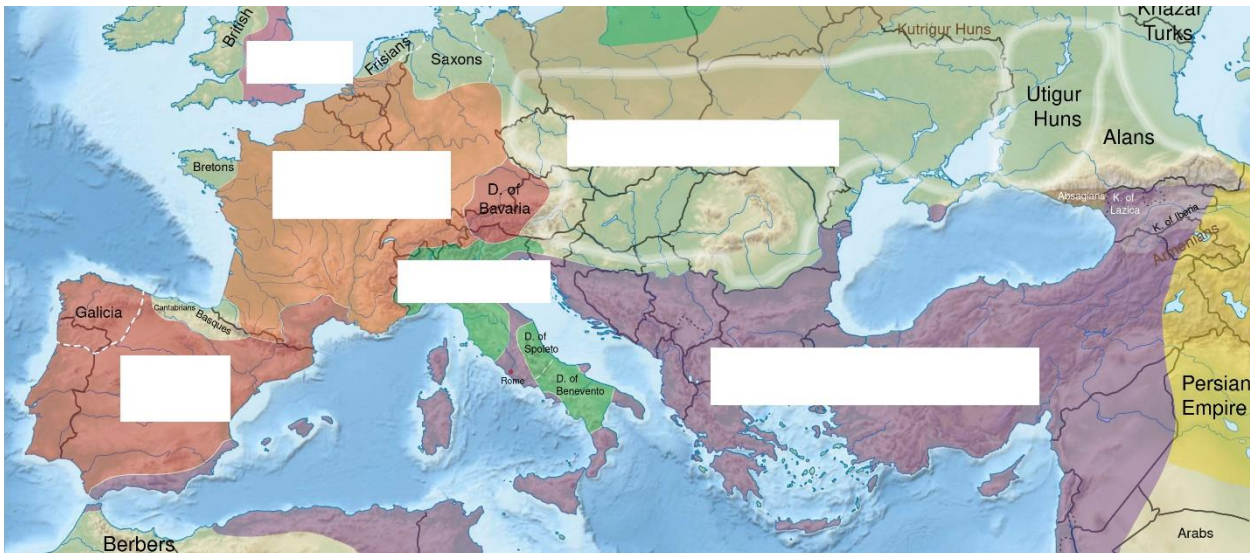 Khazar
Turks
British
Kutrigur Huns
Frisians
Saxons
Utigur
Huns
Alans
Bretons
D. of
Bavaria
Absagians
K. of
Lazica
K. of Iberia
Armenians
Galicia
Cantabrians
Basques
D. of
Spoleto
Rome
D. of
Benevento
Persian
Empire
Berbers
Arabs